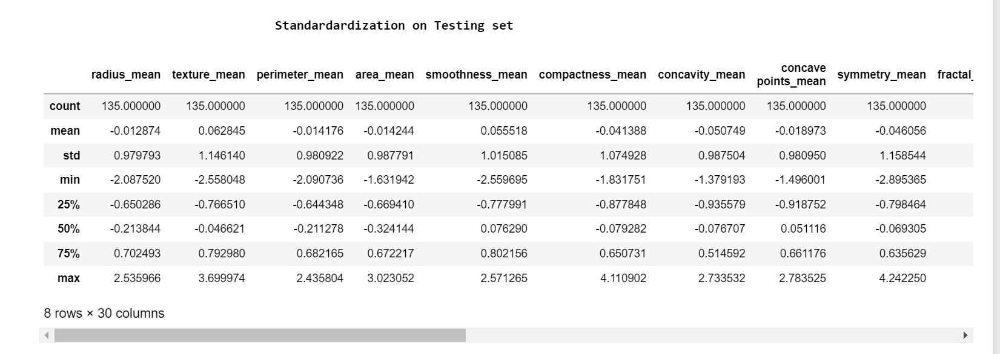 Standardardization on Testing set
radius_mean texture_mean perimeter_mean area_mean smoothness_mean compactness_mean concavity_mean concave points_mean symmetry_mean fractal_
count 135.000000 135.000000 135.000000 135.000000 135.000000 135.000000 135.000000 135.000000 135.000000
mean -0.012874 0.062845 -0.014176 -0.014244 0.055518 -0.041388 -0.050749 -0.018973 -0.046056
std 0.979793 1.146140 0.980922 0.987791 1.015085 1.074928 0.987504 0.980950 1.158544
min -2.087520 -2.558048 -2.090736 -1.631942 -2.559695 -1.831751 -1.379193 -1.496001 -2.895365
25% -0.650286 -0.766510 -0.644348 -0.669410 -0.777991 -0.877848 -0.935579 -0.918752 -0.798464
50% -0.213844 -0.046621 -0.211278 -0.324144 0.076290 -0.079282 -0.076707 0.051116 -0.069305
75% 0.702493 0.792980 0.682165 0.672217 0.802156 0.650731 0.514592 0.661176 0.635629
max 2.535966 3.699974 2.435804 3.023052 2.571265 4.110902 2.733532 2.783525 4.242250
8 rows × 30 columns